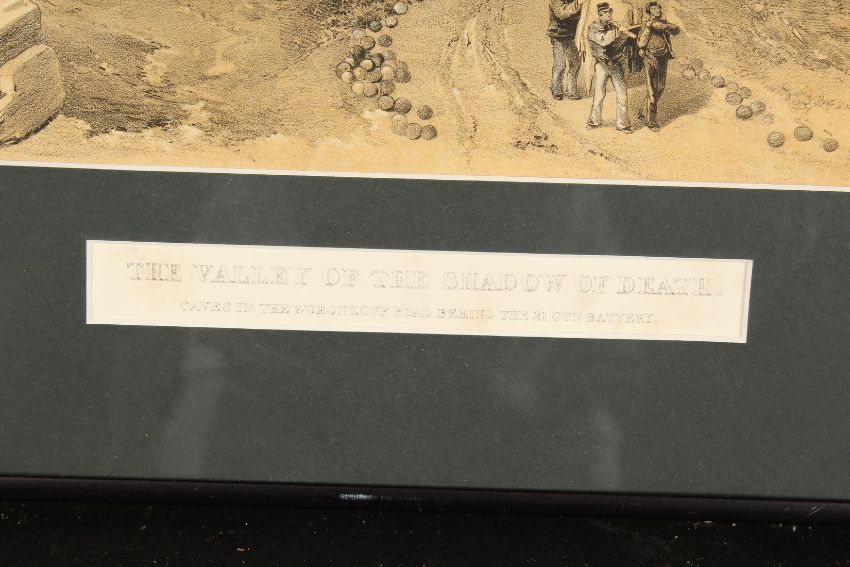 THE VALLEY OF THE SHADOW OF DEATH.
CAVES IN THE WORONZOFF ROAD BEHIND THE 21 GUN BATTERY.